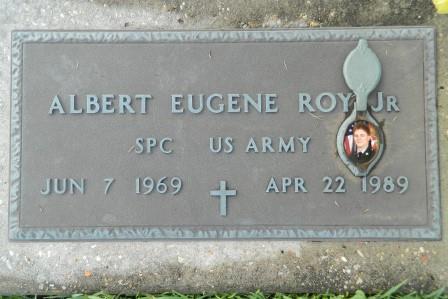 ALBERT EUGENE ROY JR
SPC US ARMY
JUN 7 1969 APR 22 1989